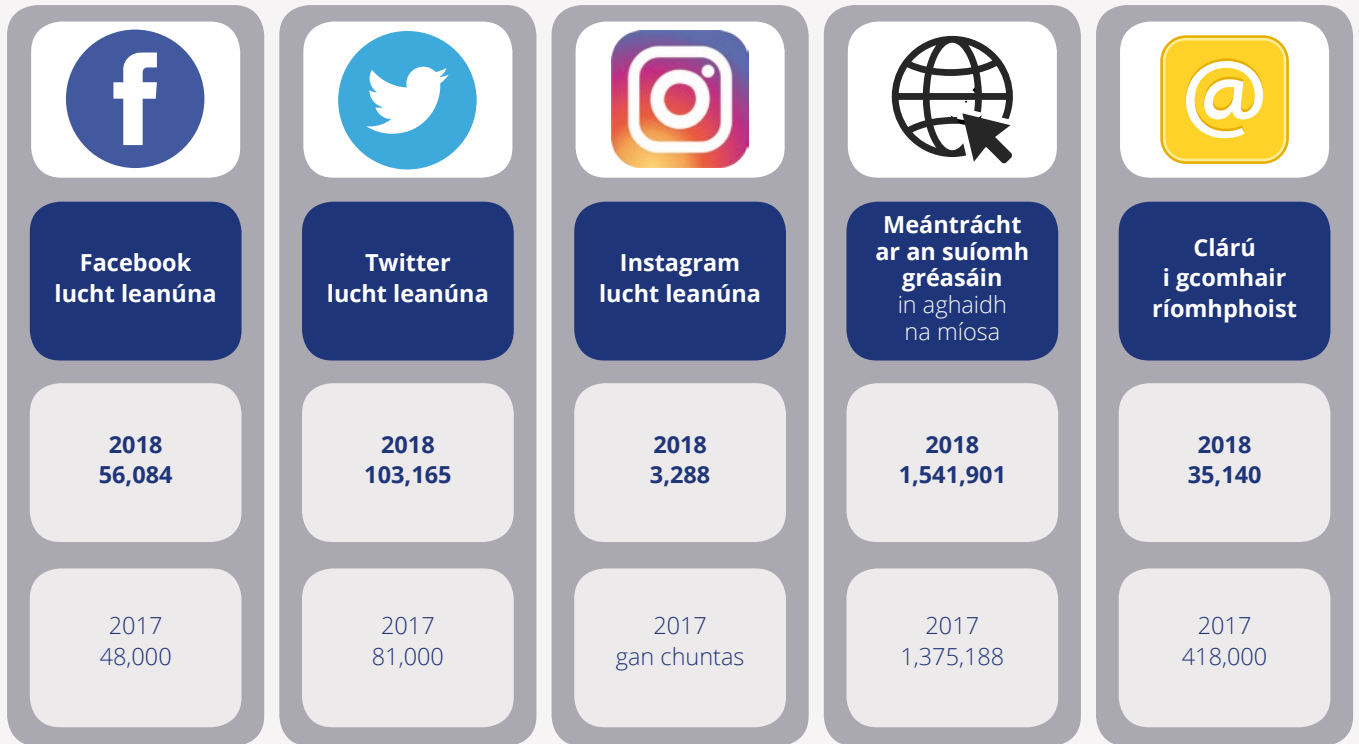 Facebook
lucht leanúna
2018
56,084
2017
48,000
Twitter
lucht leanúna
2018
103,165
2017
81,000
Instagram
lucht leanúna
2018
3,288
2017
gan chuntas
Meántrácht
ar an suíomh
gréasáin
in aghaidh
na míosa
2018
1,541,901
2017
1,375,188
@
Clárú
i gcomhair
ríomhphoist
2018
35,140
2017
418,000